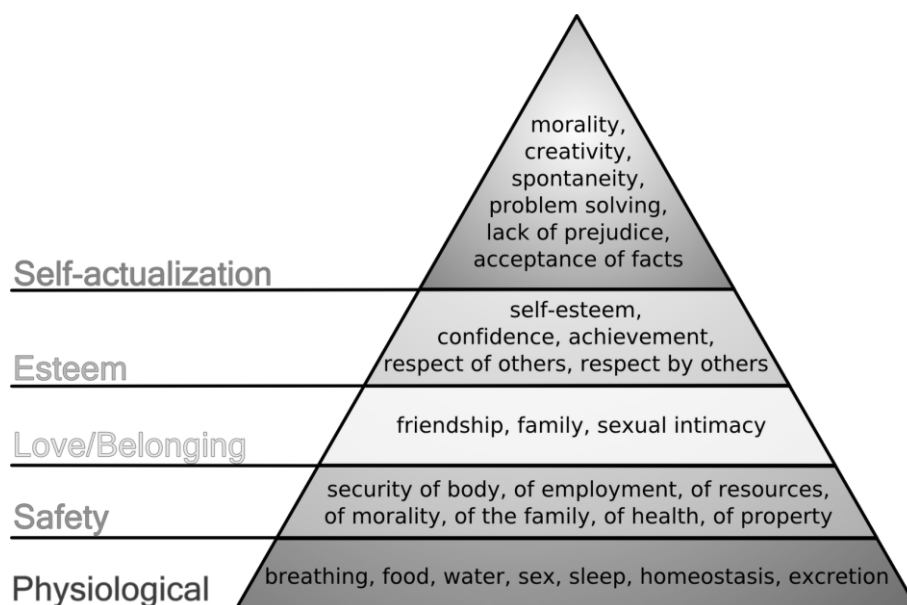 morality,
creativity,
spontaneity,
problem solving,
lack of prejudice,
acceptance of facts
Self-actualization
self-esteem,
confidence, achievement,
respect of others, respect by others
Esteem
friendship, family, sexual intimacy
Love/Belonging
security of body, of employment, of resources,
of morality, of the family, of health, of property
Safety
breathing, food, water, sex, sleep, homeostasis, excretion
Physiological